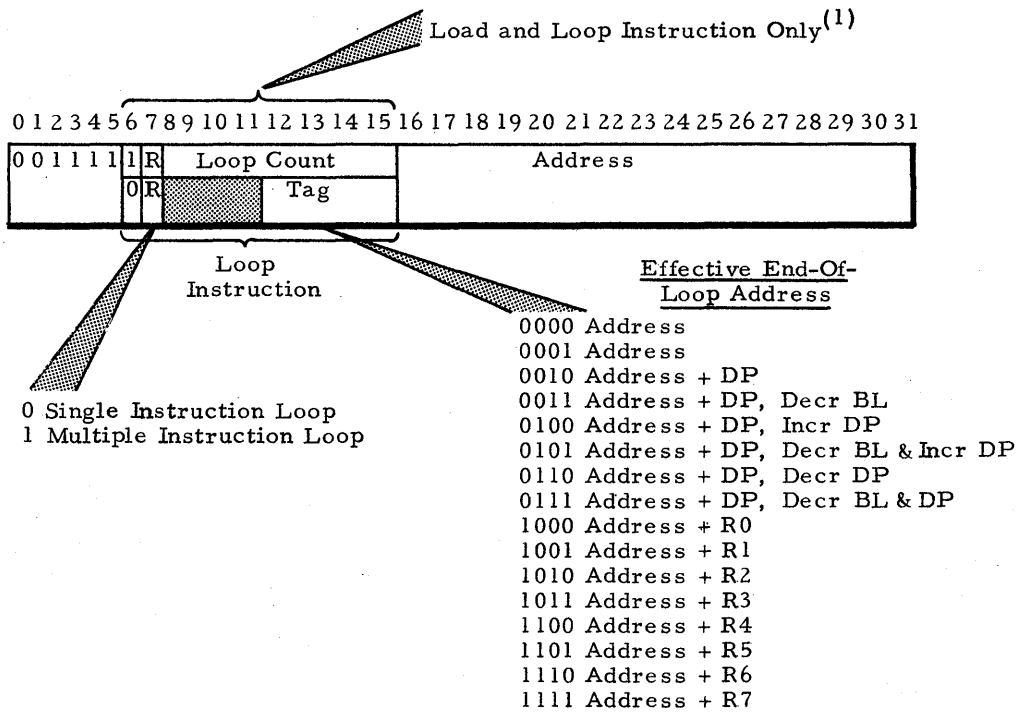 Load and Loop Instruction Only(1)
0 1 2 3 4 5 6 7 8 9 10 11 12 13 14 15 16 17 18 19 20 21 22 23 24 25 26 27 28 29 30 31
0 0 1 1 1 1 1 R Loop Count Address
0 R Tag
Loop
Instruction
Effective End-Of-
Loop Address
0000 Address
0001 Address
0010 Address + DP
0011 Address + DP, Decr BL
0100 Address + DP, Incr DP
0101 Address + DP, Decr BL & Incr DP
0110 Address + DP, Decr DP
0111 Address + DP, Decr BL & DP
1000 Address + R0
1001 Address + R1
1010 Address + R2
1011 Address + R3
1100 Address + R4
1101 Address + R5
1110 Address + R6
1111 Address + R7
0 Single Instruction Loop
1 Multiple Instruction Loop